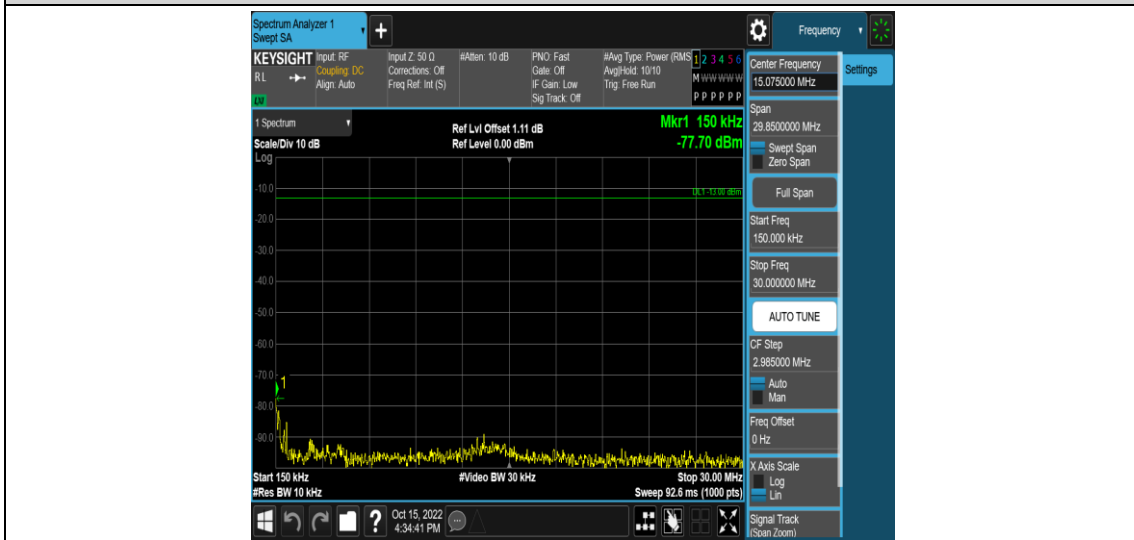 Spectrum Analyzer 1
Swept SA
+
Frequency
KEYSIGHT
RL
LXI
Input: RF
Coupling: DC
Align: Auto
Input Z: 50 Ω
Corrections: Off
Freq Ref: Int (S)
#Atten: 10 dB
PNO: Fast
Gate: Off
IF Gain: Low
Sig Track: Off
#Avg Type: Power (RMS
Avg|Hold: 10/10
Trig: Free Run
1 2 3 4 5 6
M W W W W W
P P P P P P
1 Spectrum
Scale/Div 10 dB
Log
Ref Lvl Offset 1.11 dB
Ref Level 0.00 dBm
Mkr1 150 kHz
-77.70 dBm
DL1 -13.00 dBm
-10.0
-20.0
-30.0
-40.0
-50.0
-60.0
-70.0
1
-80.0
-90.0
Start 150 kHz
#Res BW 10 kHz
#Video BW 30 kHz
Stop 30.00 MHz
Sweep 92.6 ms (1000 pts)
Center Frequency
15.075000 MHz
Settings
Span
29.8500000 MHz
Swept Span
Zero Span
Full Span
Start Freq
150.000 kHz
Stop Freq
30.000000 MHz
AUTO TUNE
CF Step
2.985000 MHz
Auto
Man
Freq Offset
0 Hz
X Axis Scale
Log
Lin
Signal Track
(Span Zoom)
?
Oct 15, 2022
4:34:41 PM